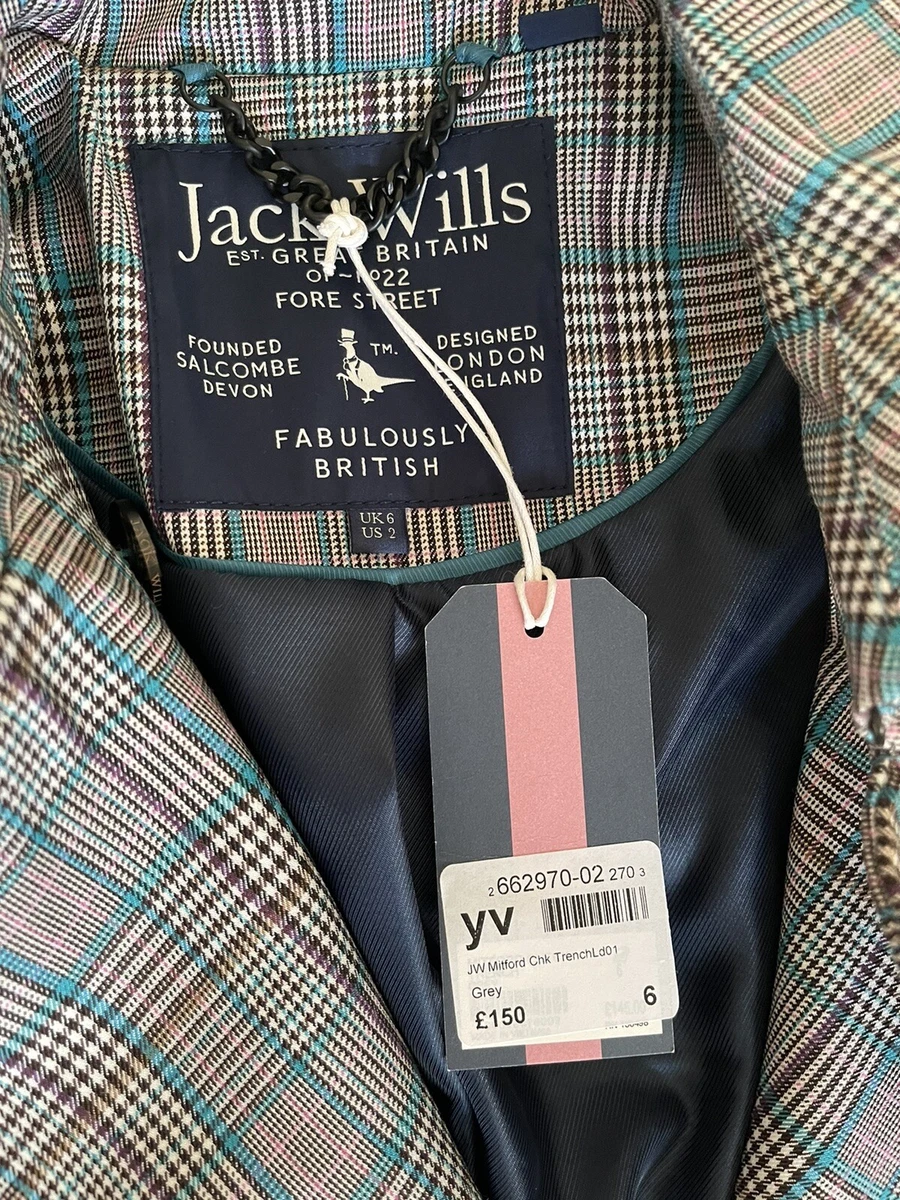 Jack Wills
EST. GREAT BRITAIN
OF~1922
FORE STREET
FOUNDED
SALCOMBE
DEVON
TM.
DESIGNED
LONDON
ENGLAND
FABULOUSLY
BRITISH
UK 6
US 2
2 662970-02 270 3
yv
JW Mitford Chk TrenchLd01
Grey
6
£150